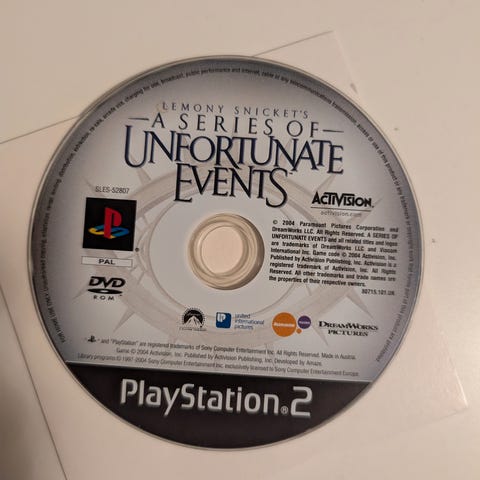 LEMONY SNICKET'S
A SERIES OF
UNFORTUNATE
EVENTS
SLES-52807
PAL
DVD
ROM
ACTIVISION
activision.com
© 2004 Paramount Pictures Corporation and
DreamWorks LLC. All Rights Reserved. A SERIES OF
UNFORTUNATE EVENTS and all related titles and logos
are trademarks of DreamWorks LLC, and Viacom
International Inc. Game code © 2004 Activision, Inc.
Published by Activision Publishing, Inc. Activision is a
registered trademark of Activision, Inc. All Rights
Reserved. All other trademarks and trade names are
the properties of their respective owners.
80715.101.UK
united
international
pictures
NICKELODEON
MOVIES
DREAMWORKS
PICTURES
and "PlayStation" are registered trademarks of Sony Computer Entertainment Inc. All Rights Reserved. Made in Austria.
Game © 2004 Activision, Inc. Published by Activision Publishing, Inc. Developed by Amaze.
Library programs © 1997-2004 Sony Computer Entertainment Inc. exclusively licensed to Sony Computer Entertainment Europe.
PlayStation®2